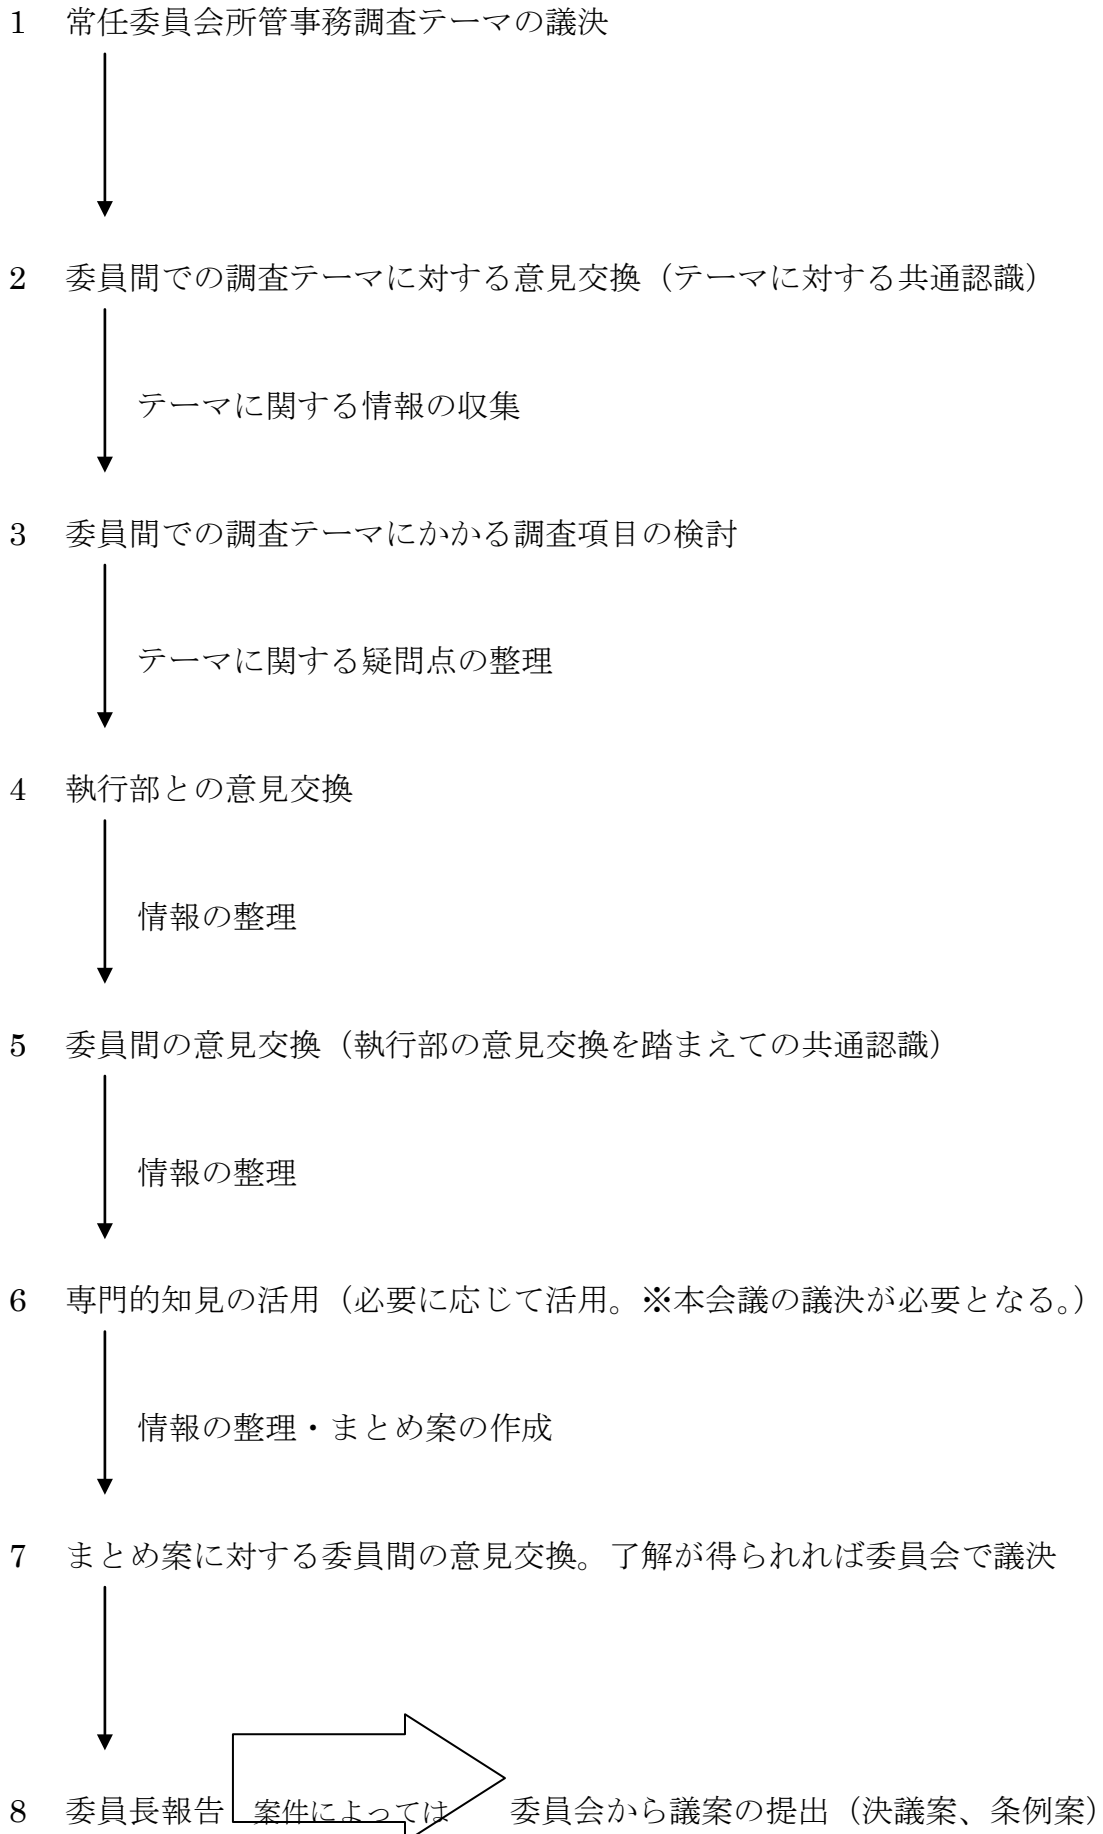 1 常任委員会所管事務調査テーマの議決
2 委員間での調査テーマに対する意見交換（テーマに対する共通認識）
テーマに関する情報の収集
3 委員間での調査テーマにかかる調査項目の検討
テーマに関する疑問点の整理
4 執行部との意見交換
情報の整理
5 委員間の意見交換（執行部の意見交換を踏まえての共通認識）
情報の整理
6 専門的知見の活用（必要に応じて活用。※本会議の議決が必要となる。）
情報の整理・まとめ案の作成
7 まとめ案に対する委員間の意見交換。了解が得られれば委員会で議決
8 委員長報告 案件によっては 委員会から議案の提出（決議案、条例案）